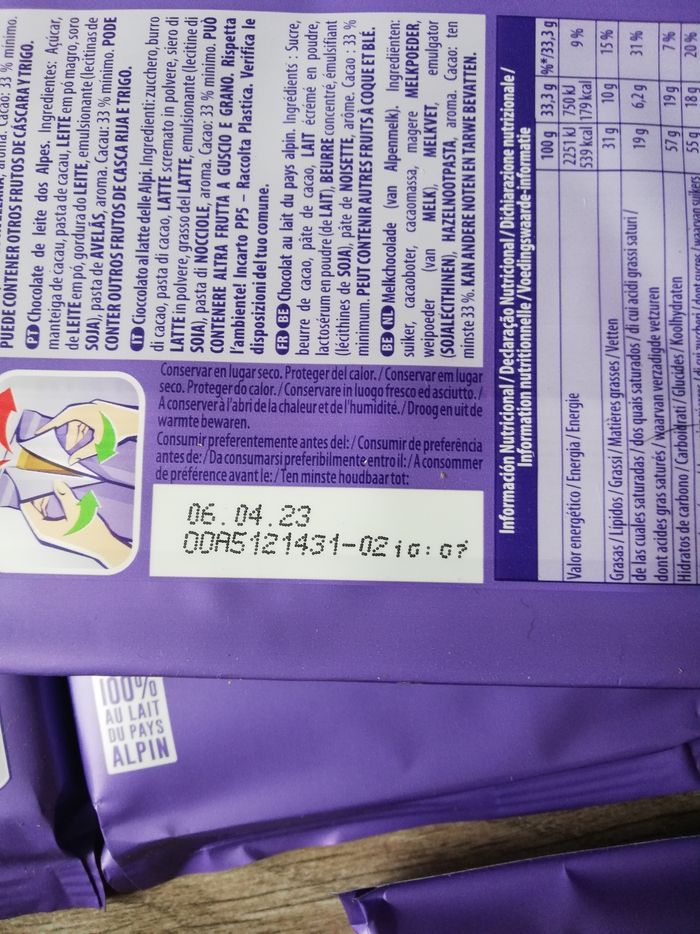 aroma. Cacao: 33 % mínimo.
PUEDE CONTENER OTROS FRUTOS DE CÁSCARA Y TRIGO.
PT Chocolate de leite dos Alpes. Ingredientes: Açúcar,
manteiga de cacau, pasta de cacau, LEITE em pó magro, soro
de LEITE em pó, gordura do LEITE, emulsionante (lecitinas de
SOJA), pasta de AVELÃS, aroma. Cacau: 33 % mínimo. PODE
CONTER OUTROS FRUTOS DE CASCA RIJA E TRIGO.
IT Cioccolato al latte delle Alpi. Ingredienti: zucchero, burro
di cacao, pasta di cacao, LATTE scremato in polvere, siero di
LATTE in polvere, grasso del LATTE, emulsionante (lecitine di
SOIA), pasta di NOCCIOLE, aroma. Cacao: 33 % minimo. PUÒ
CONTENERE ALTRA FRUTTA A GUSCIO E GRANO. Rispetta
l'ambiente! Incarto PP5 – Raccolta Plastica. Verifica le
disposizioni del tuo comune.
FR BE Chocolat au lait du pays alpin. Ingrédients : Sucre,
beurre de cacao, pâte de cacao, LAIT écrémé en poudre,
lactosérum en poudre (de LAIT), BEURRE concentré, émulsifiant
(lécithines de SOJA), pâte de NOISETTE, arôme. Cacao : 33 %
minimum. PEUT CONTENIR AUTRES FRUITS À COQUE ET BLÉ.
BE NL Melkchocolade (van Alpenmelk). Ingrediënten:
suiker, cacaoboter, cacaomassa, magere MELKPOEDER,
weipoeder (van MELK), MELKVET, emulgator
(SOJALECITHINEN), HAZELNOOTPASTA, aroma. Cacao: ten
minste 33 %. KAN ANDERE NOTEN EN TARWE BEVATTEN.
Conservar en lugar seco. Proteger del calor. / Conservar em lugar
seco. Proteger do calor. / Conservare in luogo fresco ed asciutto. /
A conserver à l'abri de la chaleur et de l'humidité. / Droog en uit de
warmte bewaren.
Consumir preferentemente antes del: / Consumir de preferência
antes de: / Da consumarsi preferibilmente entro il: / A consommer
de préférence avant le: / Ten minste houdbaar tot:
06.04.23
OOA5121431-02 10:07
Información Nutricional / Declaração Nutricional / Dichiarazione nutrizionale /
Information nutritionnelle / Voedingswaarde-informatie
100 g 33,3 g %*/33,3 g
Valor energético / Energia / Energie 2251 kJ 750 kJ 9 %
539 kcal 179 kcal
Grasas / Lípidos / Grassi / Matières grasses / Vetten 31 g 10 g 15 %
de las cuales saturadas / dos quais saturados / di cui acidi grassi saturi /
dont acides gras saturés / waarvan verzadigde vetzuren 19 g 6,2 g 31 %
Hidratos de carbono / Carboidrati / Glucides / Koolhydraten 57 g 19 g 7 %
55 g 18 g 20 %
100%
AU LAIT
DU PAYS
ALPIN